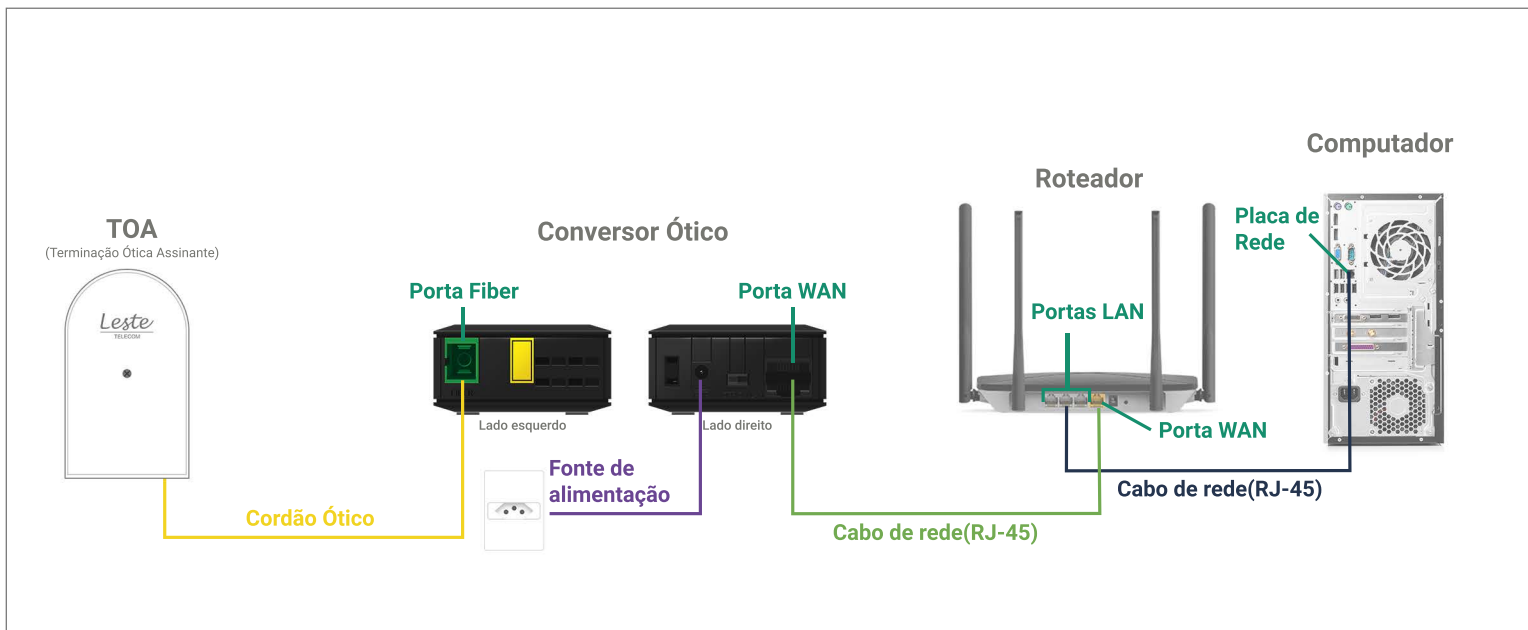 TOA
(Terminação Ótica Assinante)
Leste
TELECOM
Cordão Ótico
Conversor Ótico
Porta Fiber
Porta WAN
Lado esquerdo
Lado direito
Fonte de
alimentação
Cabo de rede(RJ-45)
Roteador
Portas LAN
Porta WAN
Computador
Placa de
Rede
Cabo de rede(RJ-45)